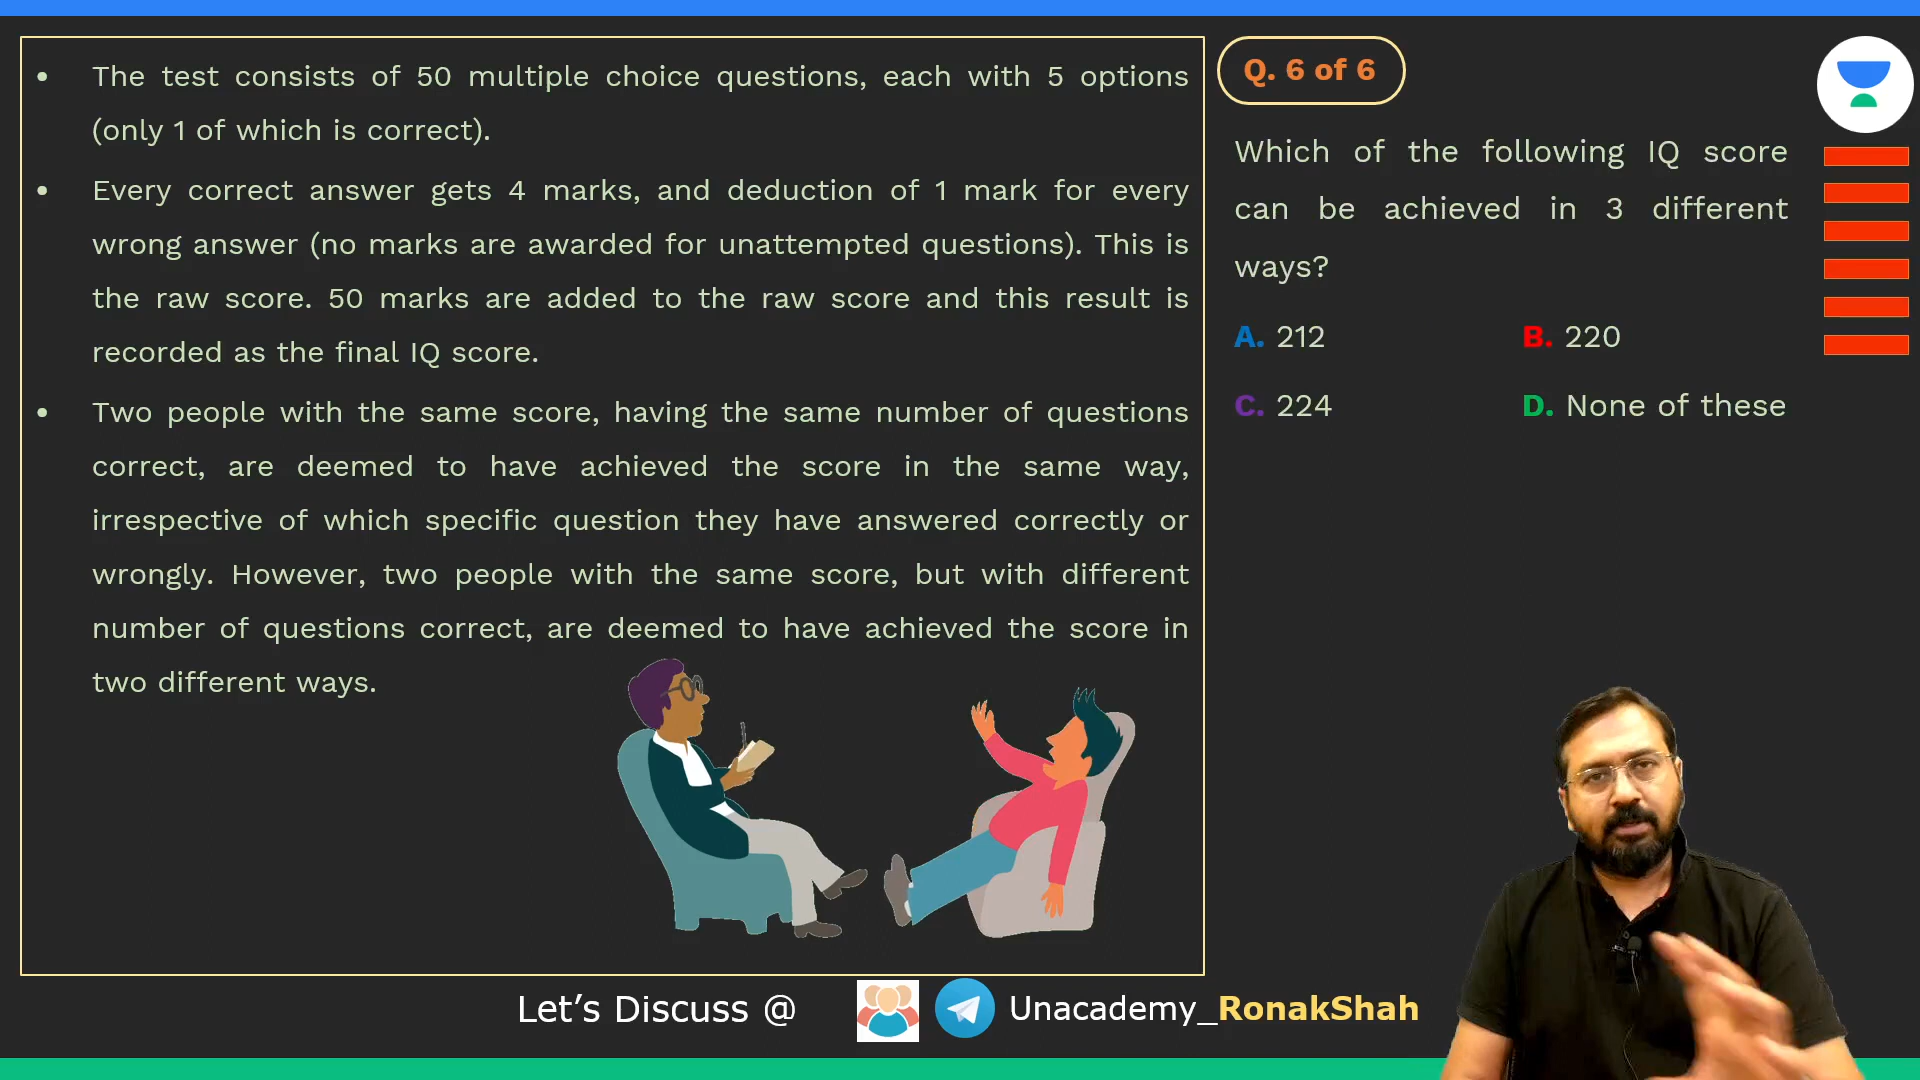 • The test consists of 50 multiple choice questions, each with 5 options
(only 1 of which is correct).
• Every correct answer gets 4 marks, and deduction of 1 mark for every
wrong answer (no marks are awarded for unattempted questions). This is
the raw score. 50 marks are added to the raw score and this result is
recorded as the final IQ score.
• Two people with the same score, having the same number of questions
correct, are deemed to have achieved the score in the same way,
irrespective of which specific question they have answered correctly or
wrongly. However, two people with the same score, but with different
number of questions correct, are deemed to have achieved the score in
two different ways.
Q. 6 of 6
Which of the following IQ score
can be achieved in 3 different
ways?
A. 212 B. 220
C. 224 D. None of these
Let’s Discuss @ Unacademy_RonakShah